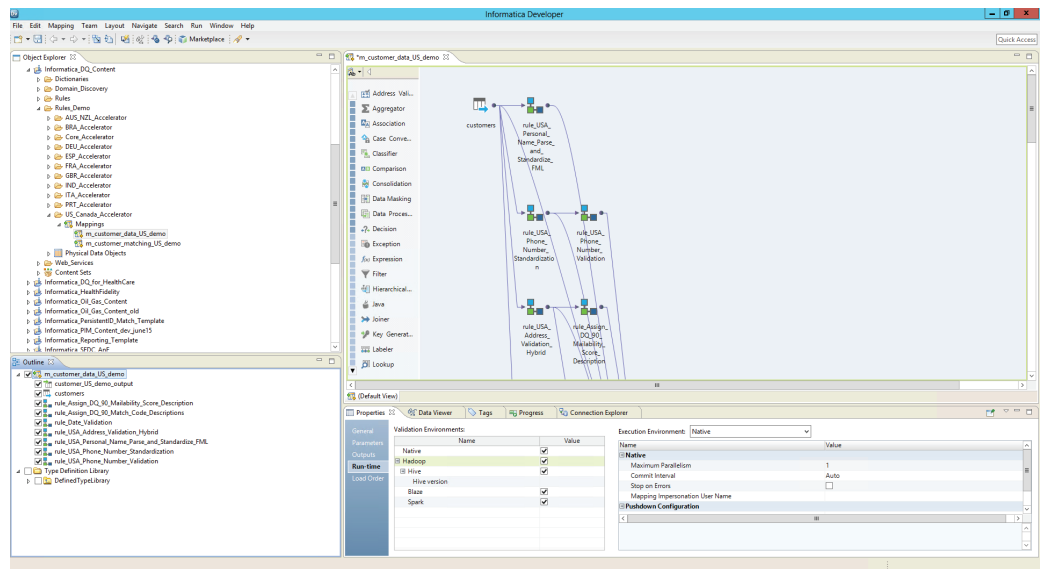 Informatica Developer
File Edit Mapping Team Layout Navigate Search Run Window Help
Marketplace
Quick Access
Object Explorer
Informatica_DQ_Content
Dictionaries
Domain_Discovery
Rules
Rules_Demo
AUS_NZL_Accelerator
BRA_Accelerator
Core_Accelerator
DEU_Accelerator
ESP_Accelerator
FRA_Accelerator
GBR_Accelerator
IND_Accelerator
ITA_Accelerator
PRT_Accelerator
US_Canada_Accelerator
Mappings
m_customer_data_US_demo
m_customer_matching_US_demo
Physical Data Objects
Web_Services
Content Sets
Informatica_DQ_for_HealthCare
Informatica_HealthFidelity
Informatica_Oil_Gas_Content
Informatica_Oil_Gas_Content_old
Informatica_PersistentID_Match_Template
Informatica_PIM_Content_dev_june15
Informatica_Reporting_Template
Informatica_SFDC_AnF
Outline
m_customer_data_US_demo
customer_US_demo_output
customers
rule_Assign_DQ_90_Mailability_Score_Description
rule_Assign_DQ_90_Match_Code_Descriptions
rule_Date_Validation
rule_USA_Address_Validation_Hybrid
rule_USA_Personal_Name_Parse_and_Standardize_FML
rule_USA_Phone_Number_Standardization
rule_USA_Phone_Number_Validation
Type Definition Library
DefinedTypeLibrary
*m_customer_data_US_demo
Address Vali...
Aggregator
Association
Case Conve...
Classifier
Comparison
Consolidation
Data Masking
Data Proces...
Decision
Exception
f(x) Expression
Filter
Hierarchical...
Java
Joiner
Key Generat...
Labeler
Lookup
customers
rule_USA_
Personal_
Name_Parse_
and_
Standardize_
FML
rule_USA_
Phone_
Number_
Standardizatio
n
rule_USA_
Phone_
Number_
Validation
rule_USA_
Address_
Validation_
Hybrid
rule_Assign_
DQ_90_
Mailability_
Score_
Description
(Default View)
Properties Data Viewer Tags Progress Connection Explorer
General
Parameters
Outputs
Run-time
Load Order
Validation Environments:
Name Value
Native
Hadoop
Hive
Hive version
Blaze
Spark
Execution Environment: Native
Name Value
Native
Maximum Parallelism 1
Commit Interval Auto
Stop on Errors
Mapping Impersonation User Name
Pushdown Configuration